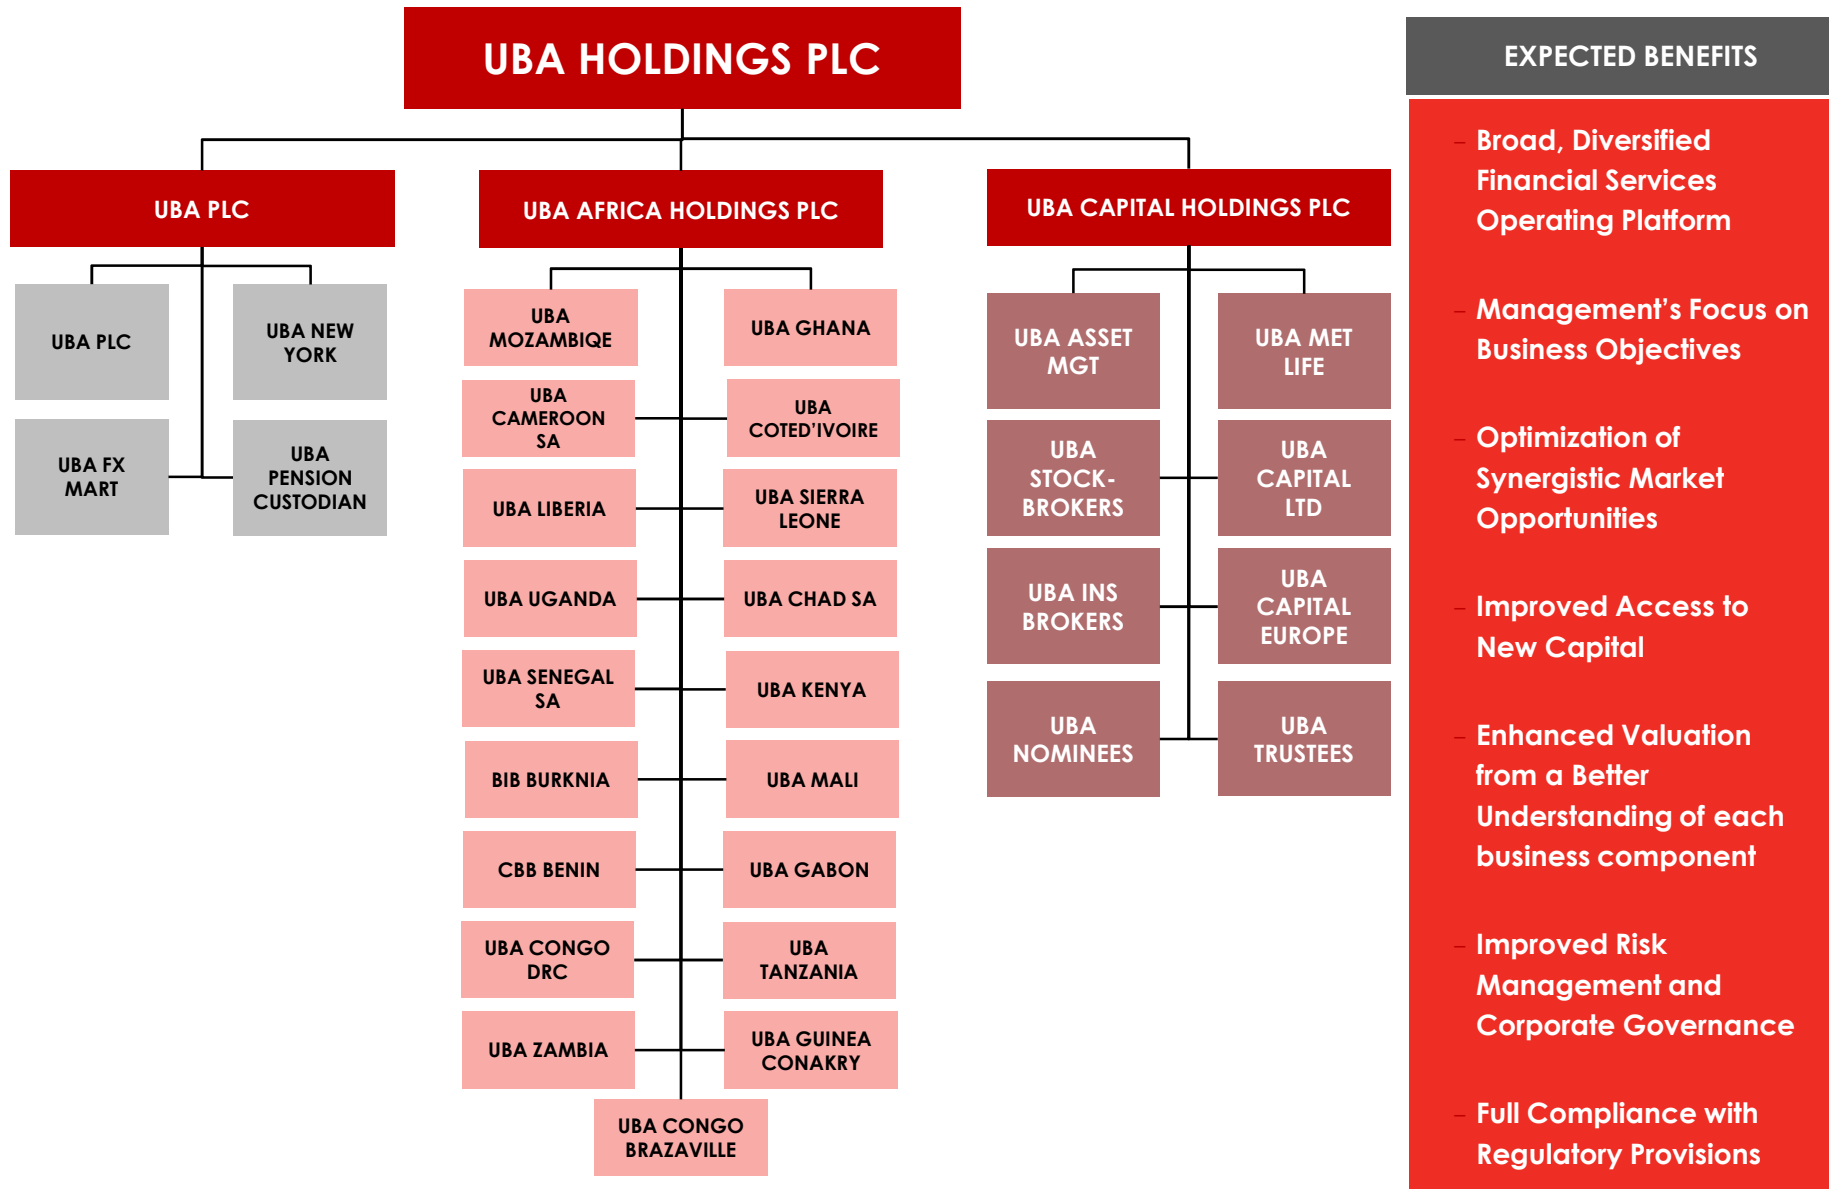 UBA HOLDINGS PLC
UBA PLC
UBA PLC
UBA NEW
YORK
UBA FX
MART
UBA
PENSION
CUSTODIAN
UBA AFRICA HOLDINGS PLC
UBA
MOZAMBIQE
UBA GHANA
UBA
CAMEROON
SA
UBA
COTED’IVOIRE
UBA LIBERIA
UBA SIERRA
LEONE
UBA UGANDA
UBA CHAD SA
UBA SENEGAL
SA
UBA KENYA
BIB BURKNIA
UBA MALI
CBB BENIN
UBA GABON
UBA CONGO
DRC
UBA
TANZANIA
UBA ZAMBIA
UBA GUINEA
CONAKRY
UBA CONGO
BRAZAVILLE
UBA CAPITAL HOLDINGS PLC
UBA ASSET
MGT
UBA MET
LIFE
UBA
STOCK-
BROKERS
UBA
CAPITAL
LTD
UBA INS
BROKERS
UBA
CAPITAL
EUROPE
UBA
NOMINEES
UBA
TRUSTEES
EXPECTED BENEFITS
– Broad, Diversified
Financial Services
Operating Platform
– Management’s Focus on
Business Objectives
– Optimization of
Synergistic Market
Opportunities
– Improved Access to
New Capital
– Enhanced Valuation
from a Better
Understanding of each
business component
– Improved Risk
Management and
Corporate Governance
– Full Compliance with
Regulatory Provisions